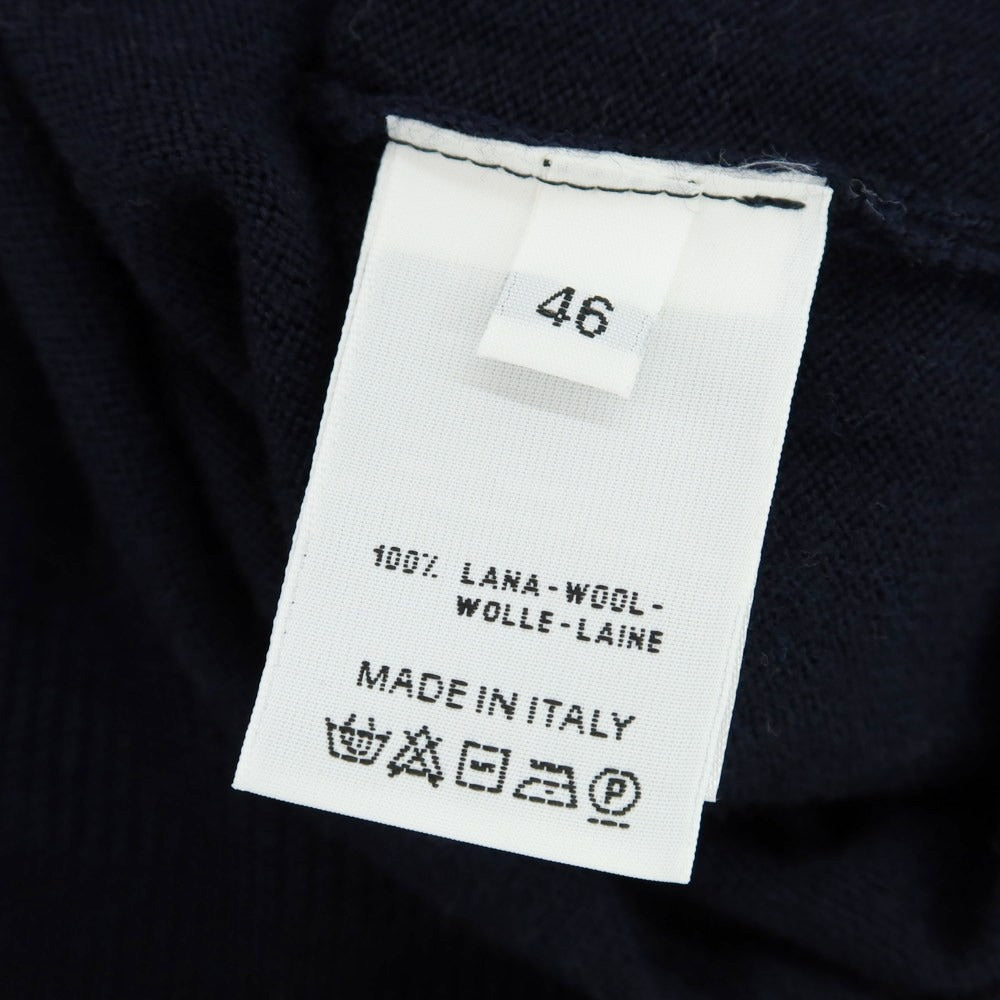 46
100% LANA-WOOL-
WOLLE-LAINE
MADE IN ITALY
P